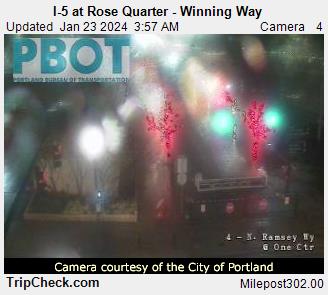 I-5 at Rose Quarter - Winning Way
Updated  Jan 23 2024  3:57 AM
Camera  4
PBOT
PORTLAND BUREAU OF TRANSPORTATION
4 - N. Ramsey Wy
@ One Ctr
Camera courtesy of the City of Portland
TripCheck.com
Milepost302.00